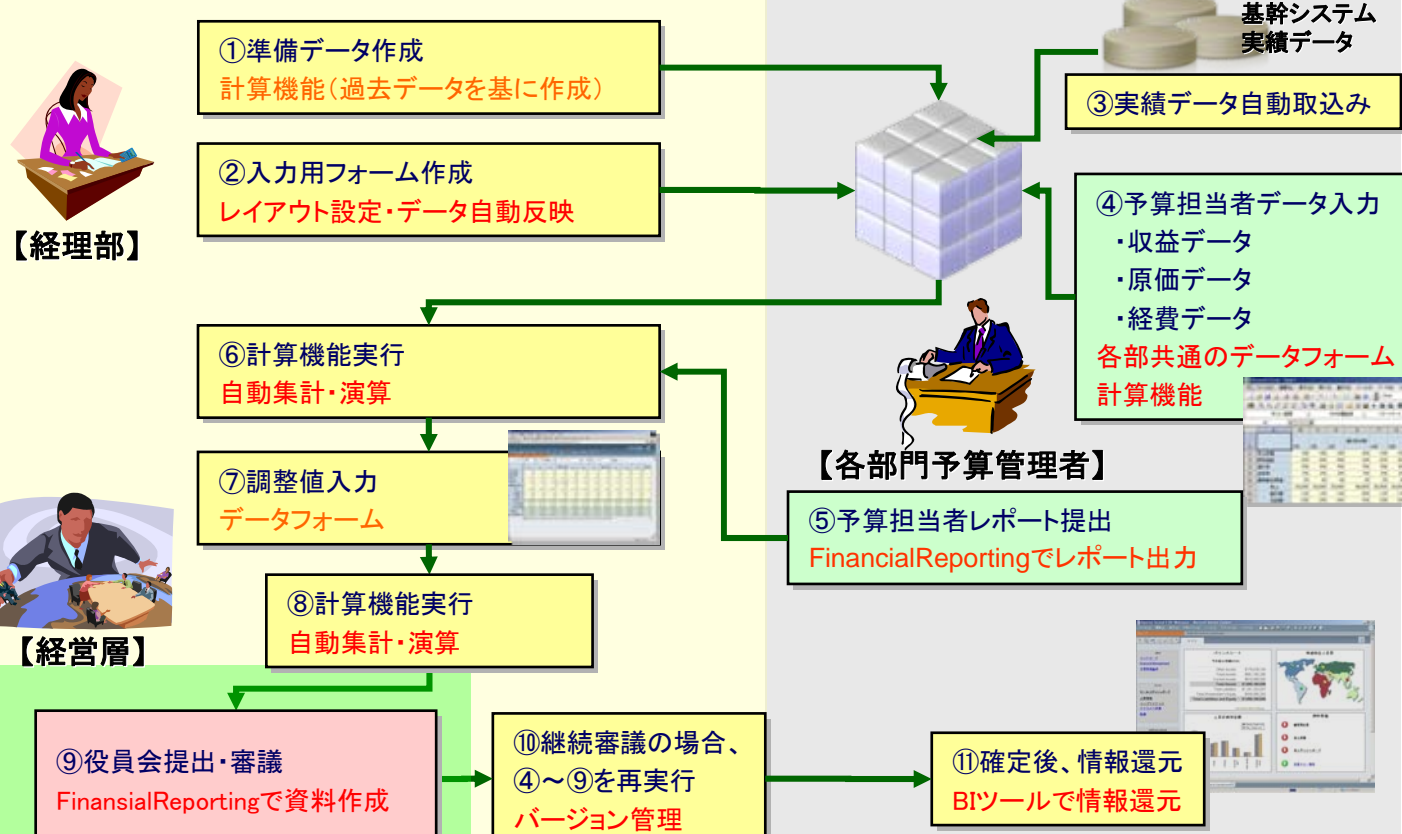 ①準備データ作成
計算機能(過去データを基に作成)
②入力用フォーム作成
レイアウト設定・データ自動反映
【経理部】
基幹システム
実績データ
③実績データ自動取込み
④予算担当者データ入力
・収益データ
・原価データ
・経費データ
各部共通のデータフォーム
計算機能
【各部門予算管理者】
⑤予算担当者レポート提出
FinancialReportingでレポート出力
⑥計算機能実行
自動集計・演算
⑦調整値入力
データフォーム
⑧計算機能実行
自動集計・演算
【経営層】
⑨役員会提出・審議
FinansialReportingで資料作成
⑩継続審議の場合、
④~⑨を再実行
バージョン管理
⑪確定後、情報還元
BIツールで情報還元